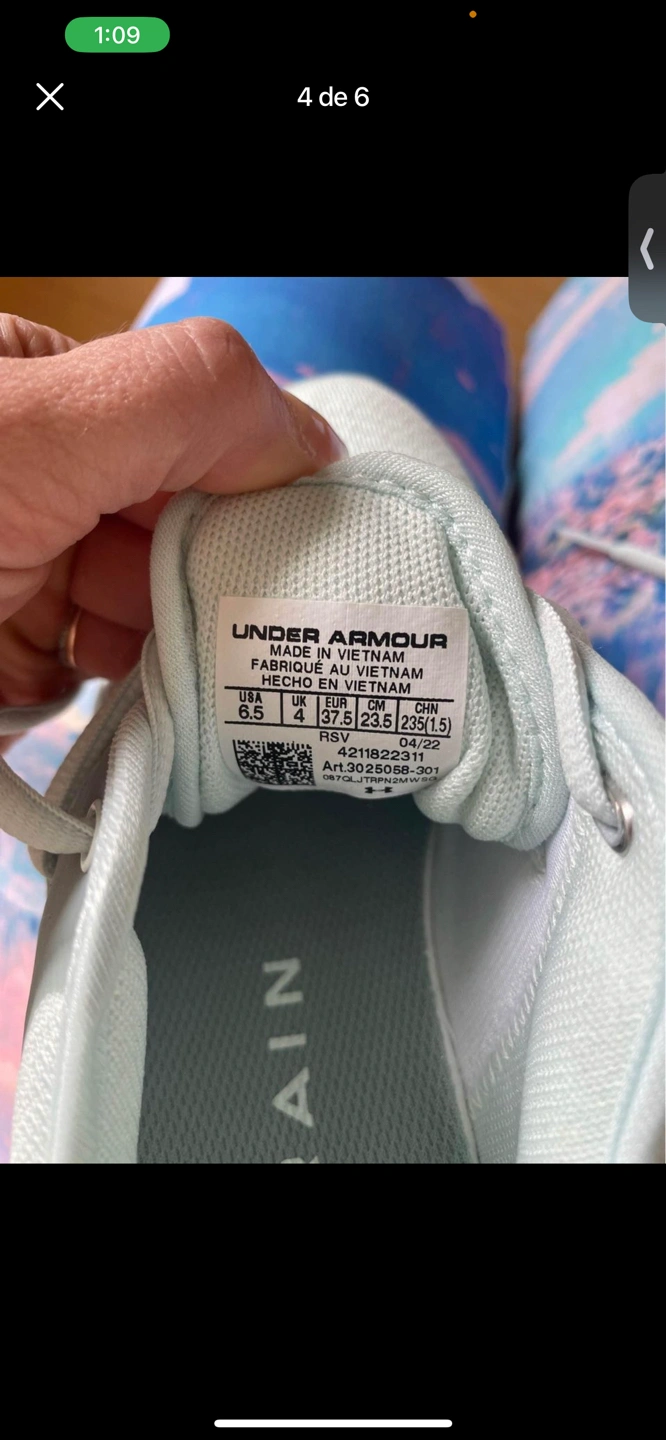 1:09
4 de 6
UNDER ARMOUR
MADE IN VIETNAM
FABRIQUÉ AU VIETNAM
HECHO EN VIETNAM
USA UK EUR CM CHN
6.5 4 37.5 23.5 235(1.5)
RSV 04/22
4211822311
Art.3025058-301
RAIN